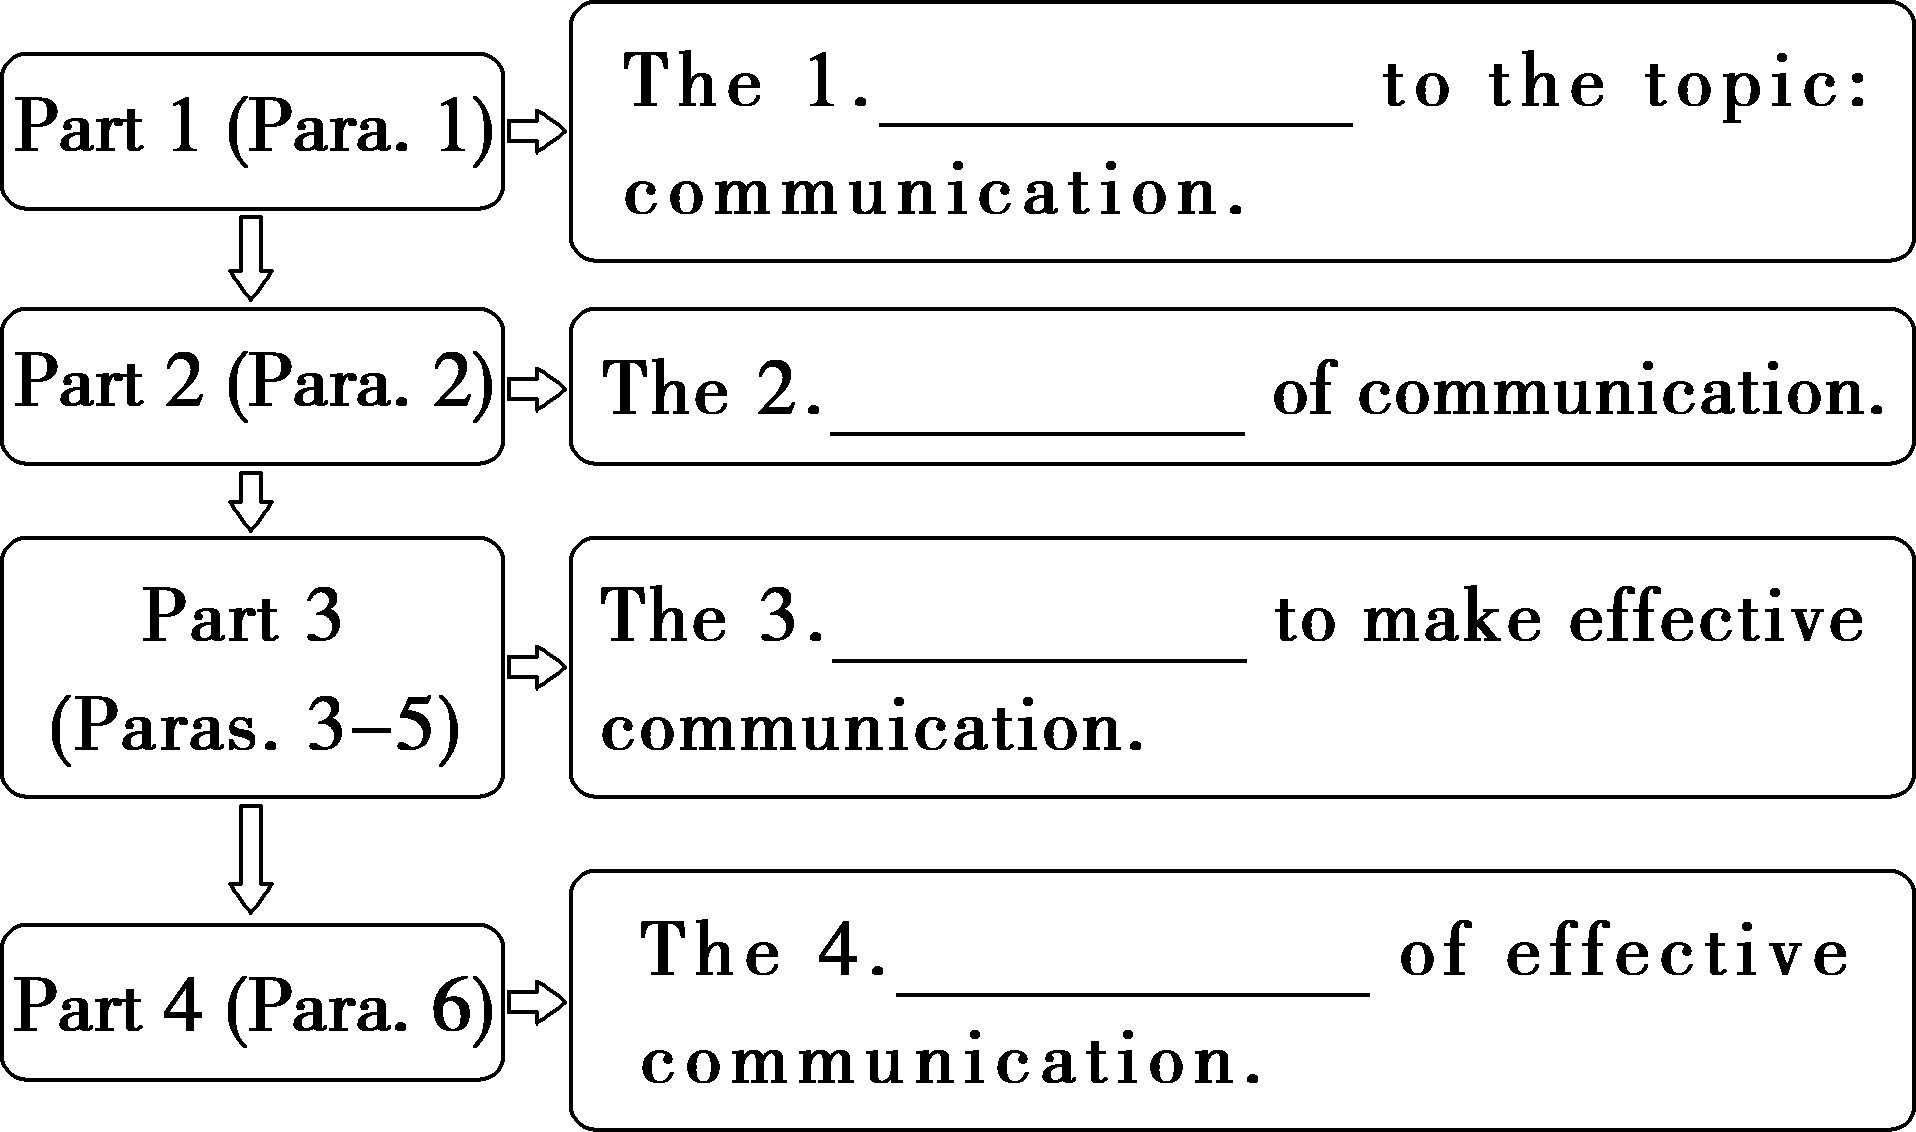 Part 1 (Para. 1)
The 1.____________ to the topic:
communication.
Part 2 (Para. 2)
The 2.____________ of communication.
Part 3
(Paras. 3–5)
The 3.____________ to make effective
communication.
Part 4 (Para. 6)
The 4.____________ of effective
communication.